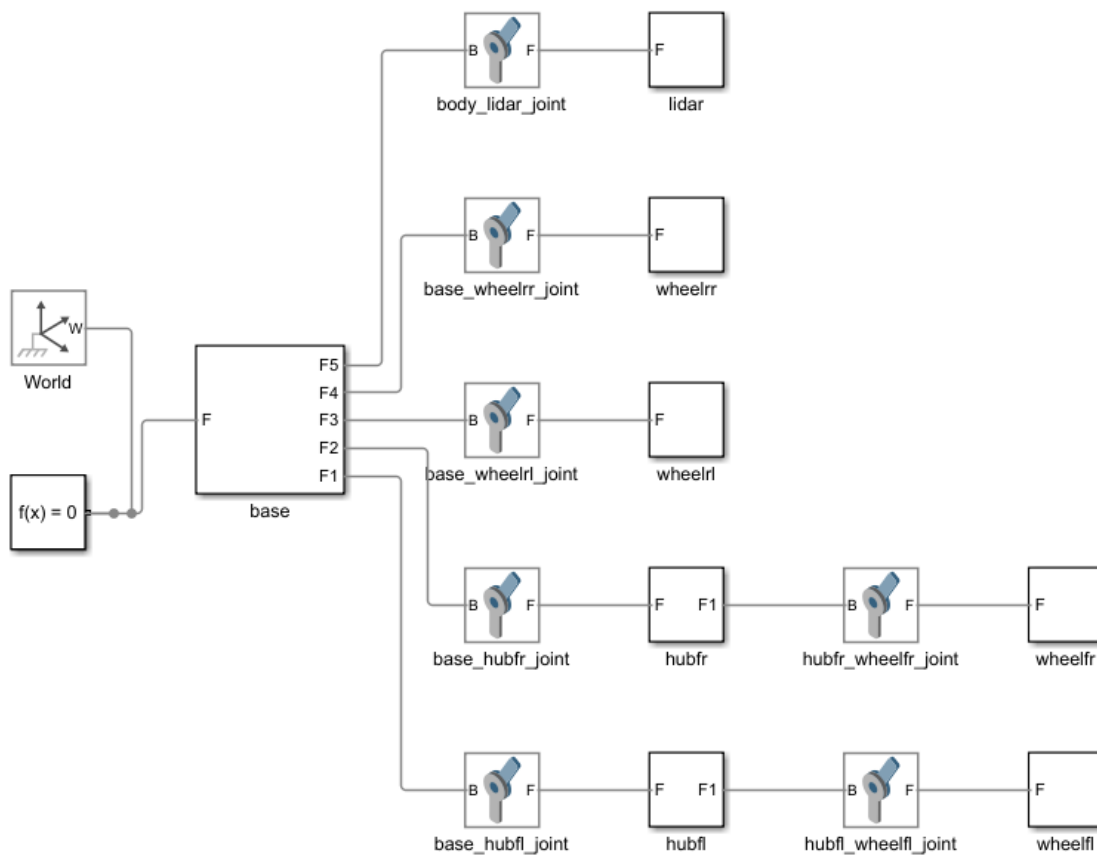 B F
body_lidar_joint
F
lidar
B F
base_wheelrr_joint
F
wheelrr
W
World
f(x) = 0
F
F5
F4
F3
F2
F1
base
B F
base_wheelrl_joint
F
wheelrl
B F
base_hubfr_joint
F F1
hubfr
B F
hubfr_wheelfr_joint
F
wheelfr
B F
base_hubfl_joint
F F1
hubfl
B F
hubfl_wheelfl_joint
F
wheelfl